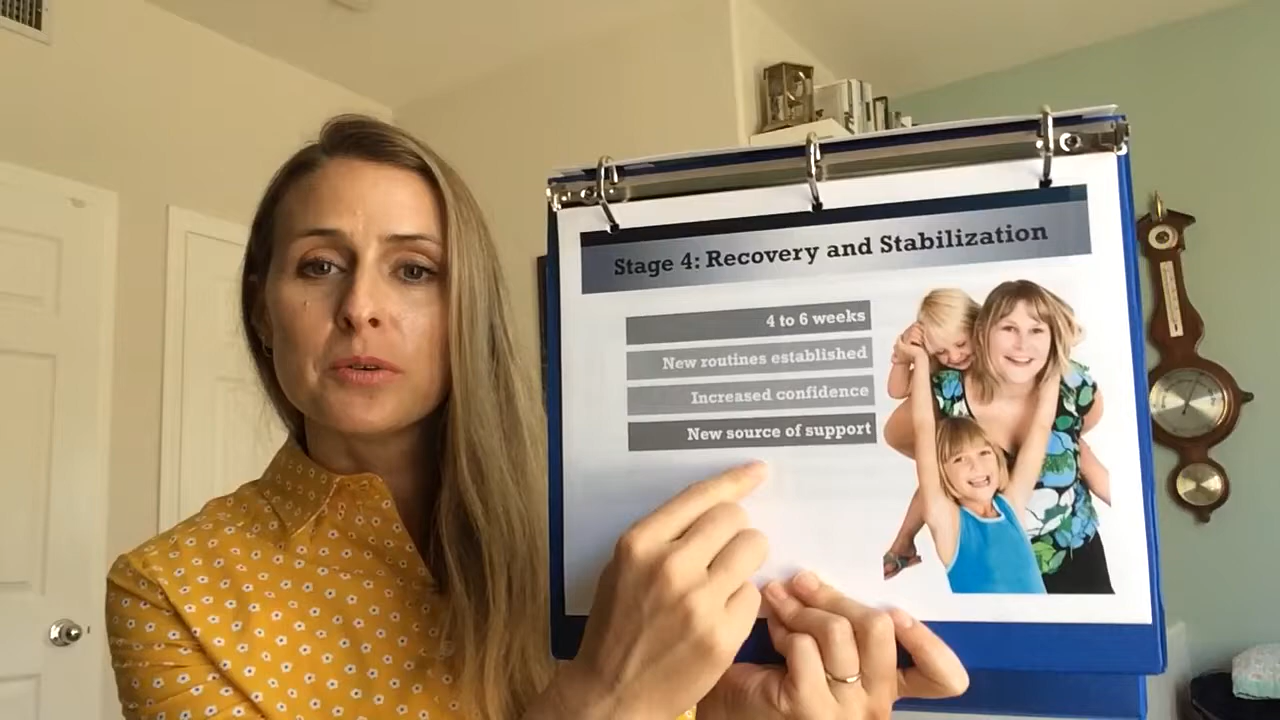 Stage 4: Recovery and Stabilization
4 to 6 weeks
New routines established
Increased confidence
New source of support